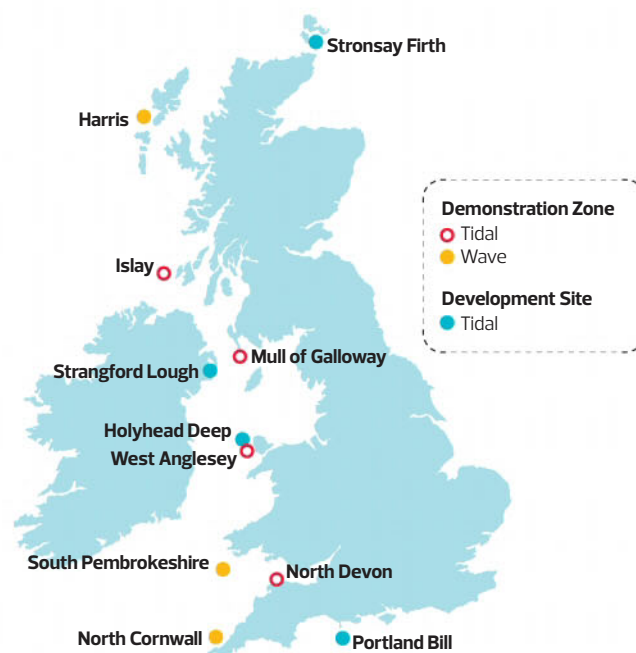 Stronsay Firth
Harris
Demonstration Zone
Tidal
Wave
Development Site
Tidal
Islay
Mull of Galloway
Strangford Lough
Holyhead Deep
West Anglesey
South Pembrokeshire
North Devon
North Cornwall
Portland Bill